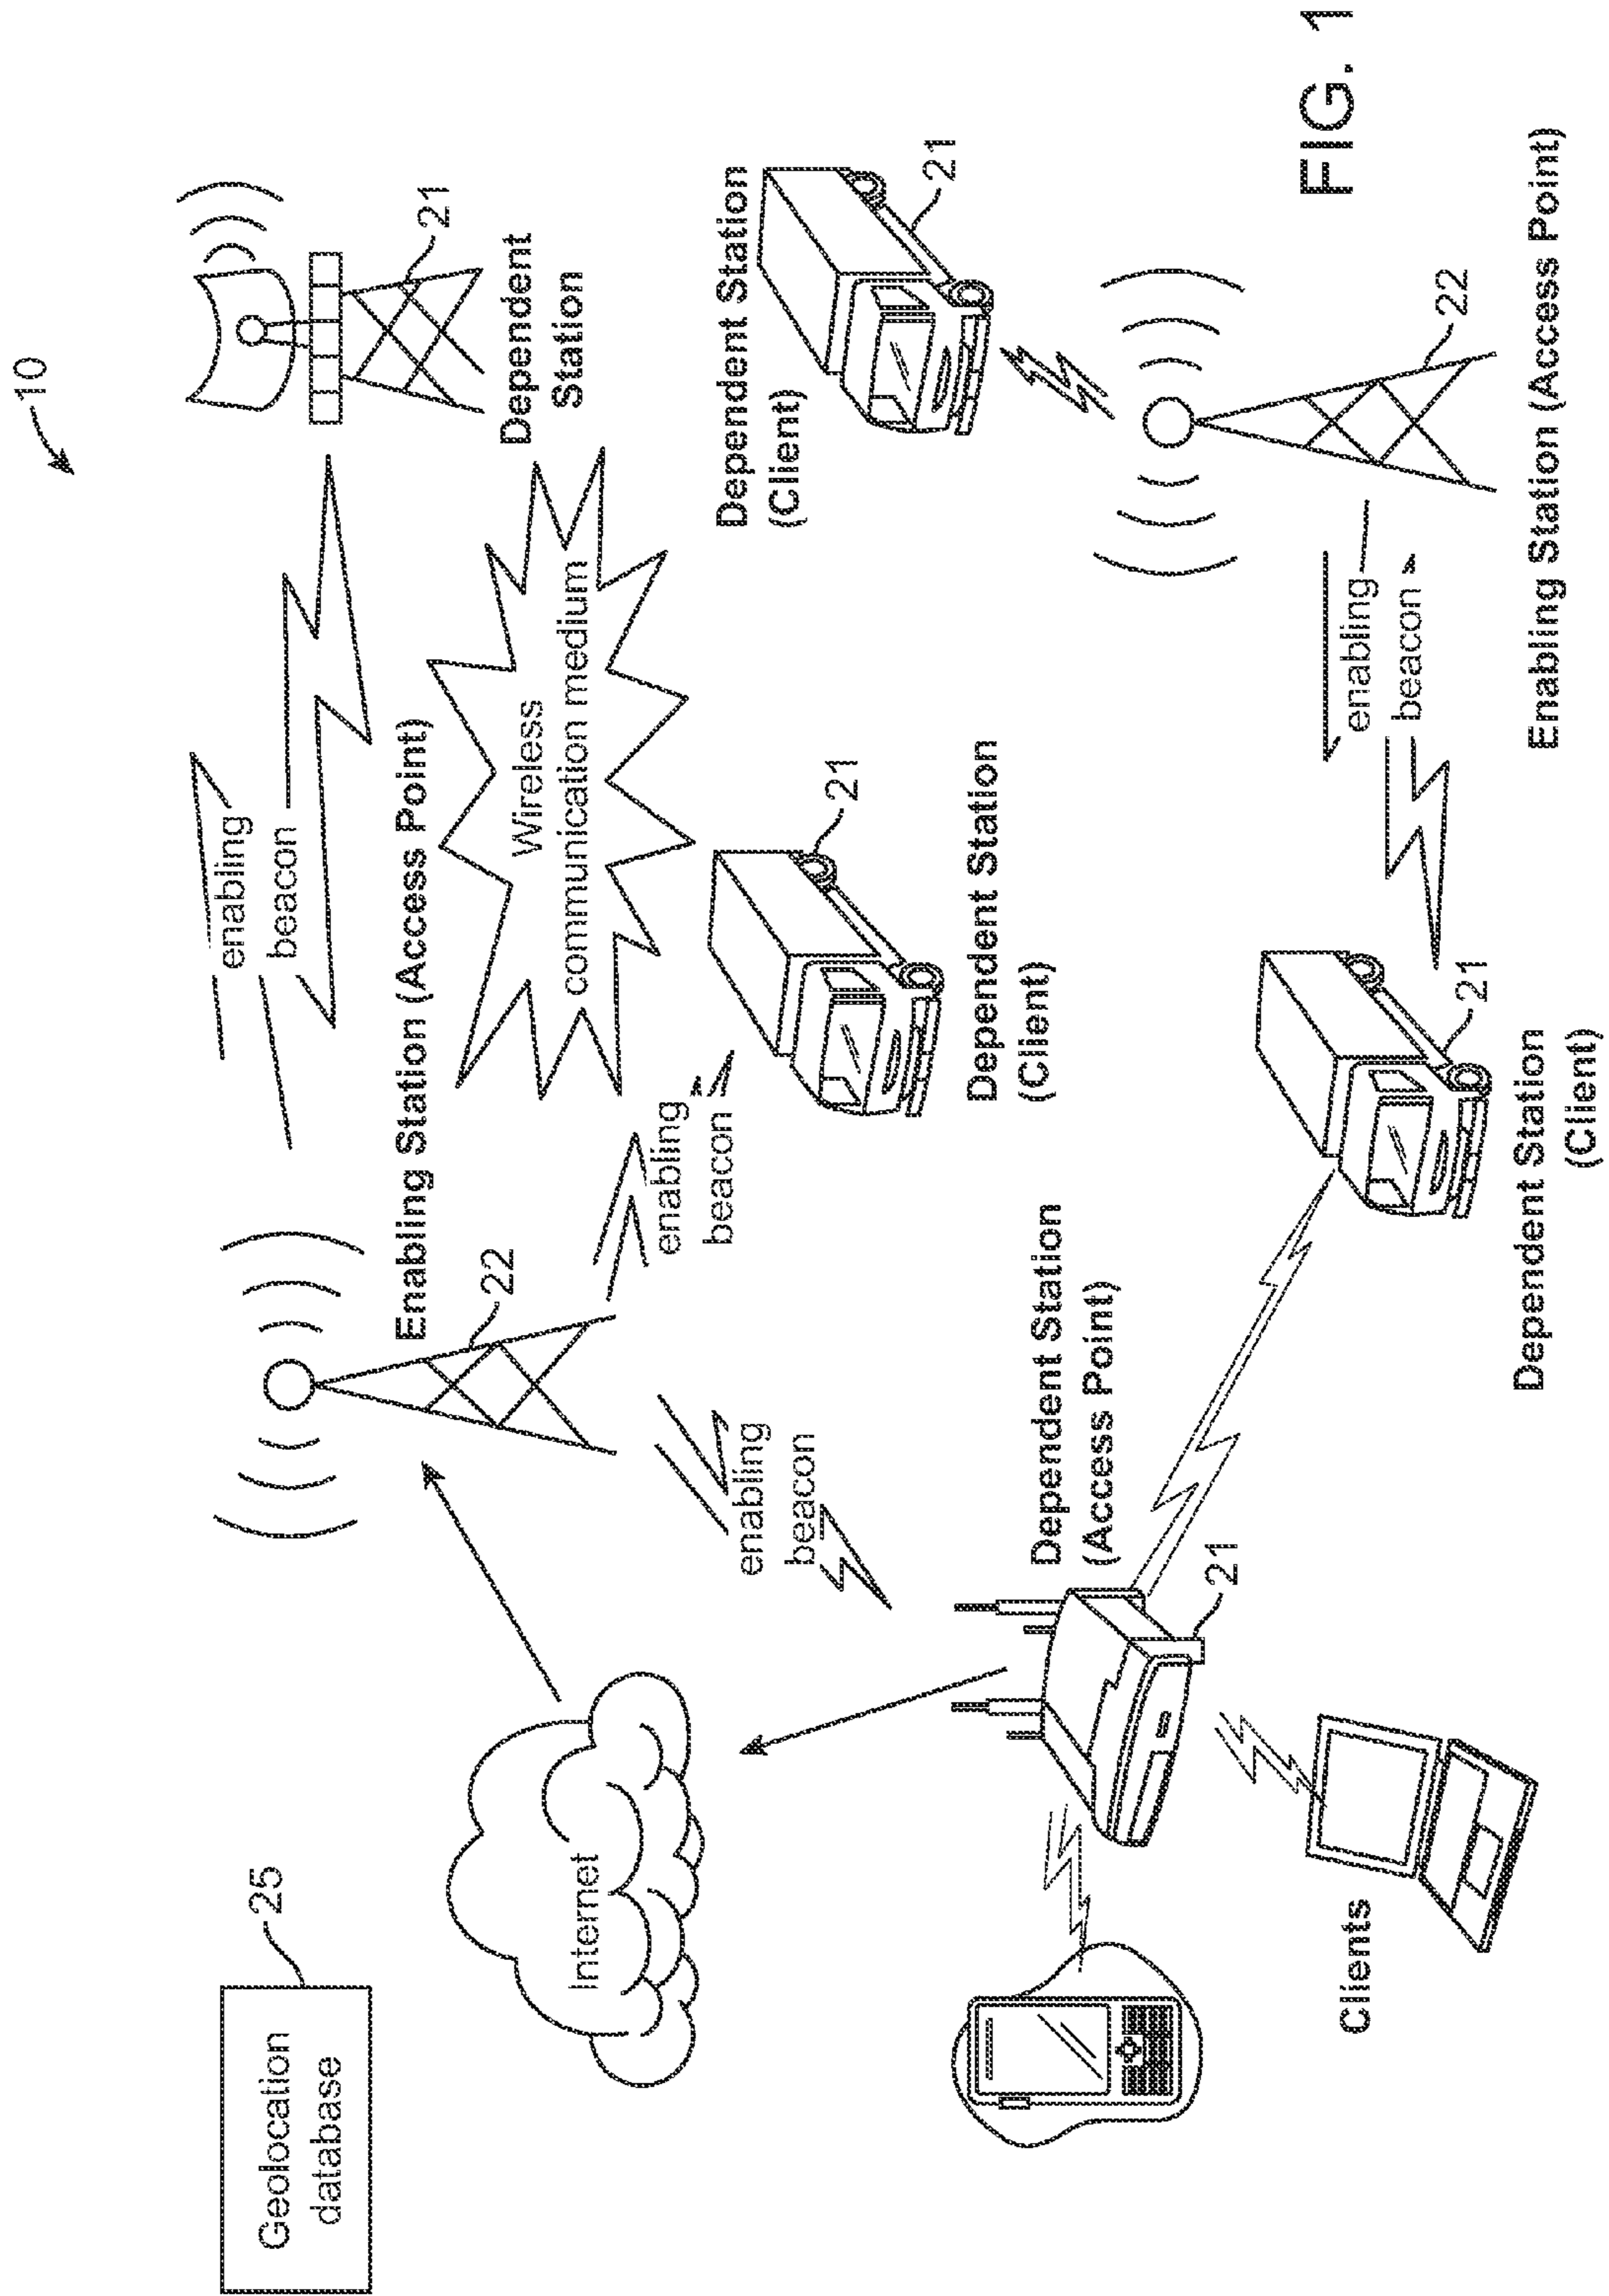 10
Geolocation
database
25
enabling
beacon
21
Dependent
Station
Enabling Station (Access Point)
22
Internet
Wireless
communication medium
enabling
beacon
enabling
beacon
21
Dependent Station
(Client)
Dependent Station
(Client)
21
Dependent Station
(Access Point)
21
Clients
21
Dependent Station
(Client)
enabling
beacon
22
Enabling Station (Access Point)
FIG. 1